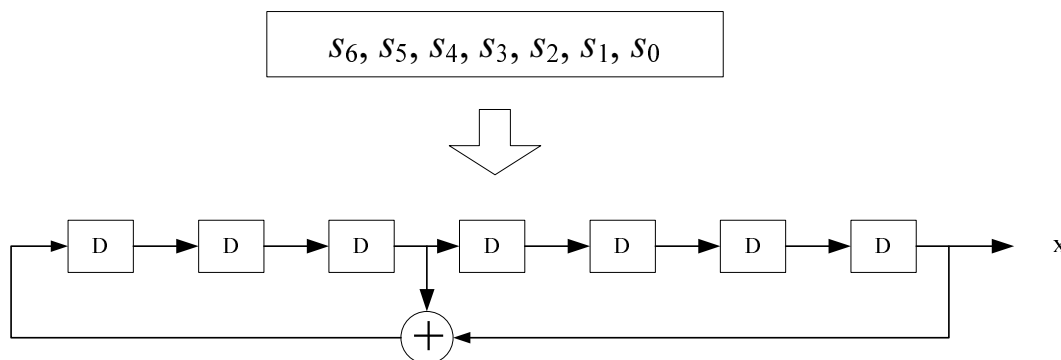 s₆, s₅, s₄, s₃, s₂, s₁, s₀
D D D D D D D x